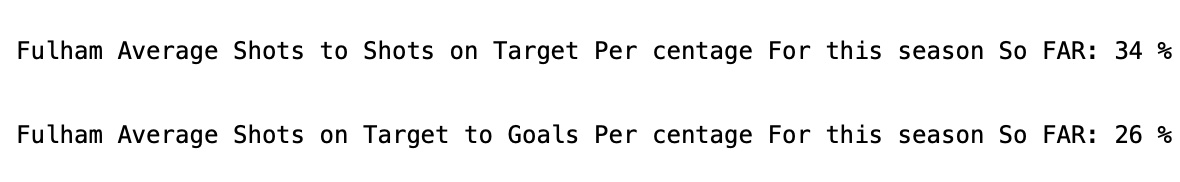 Fulham Average Shots to Shots on Target Per centage For this season So FAR: 34 %
Fulham Average Shots on Target to Goals Per centage For this season So FAR: 26 %